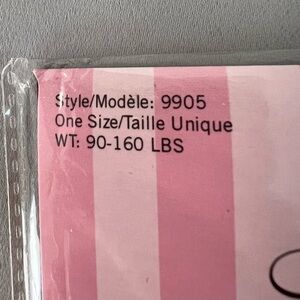 Style/Modèle: 9905
One Size/Taille Unique
WT: 90-160 LBS